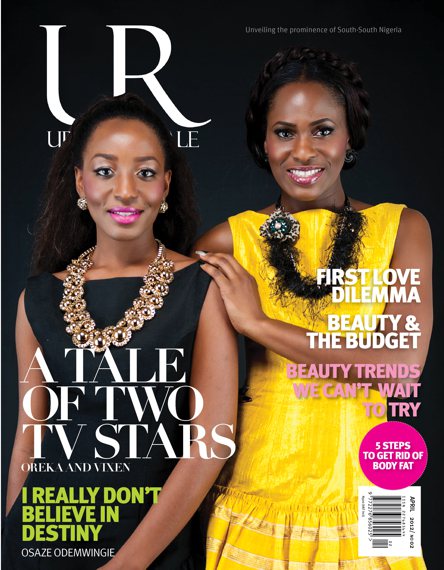 Unveiling the prominence of South-South Nigeria
UR
FIRST LOVE
DILEMMA
BEAUTY &
THE BUDGET
BEAUTY TRENDS
WE CAN'T WAIT
TO TRY
5 STEPS
TO GET RID OF
BODY FAT
A TALE
OF TWO
TV STARS
OREKA AND VIXEN
I REALLY DON'T
BELIEVE IN
DESTINY
OSAZE ODEMWINGIE
APRIL 2012/ NO:02